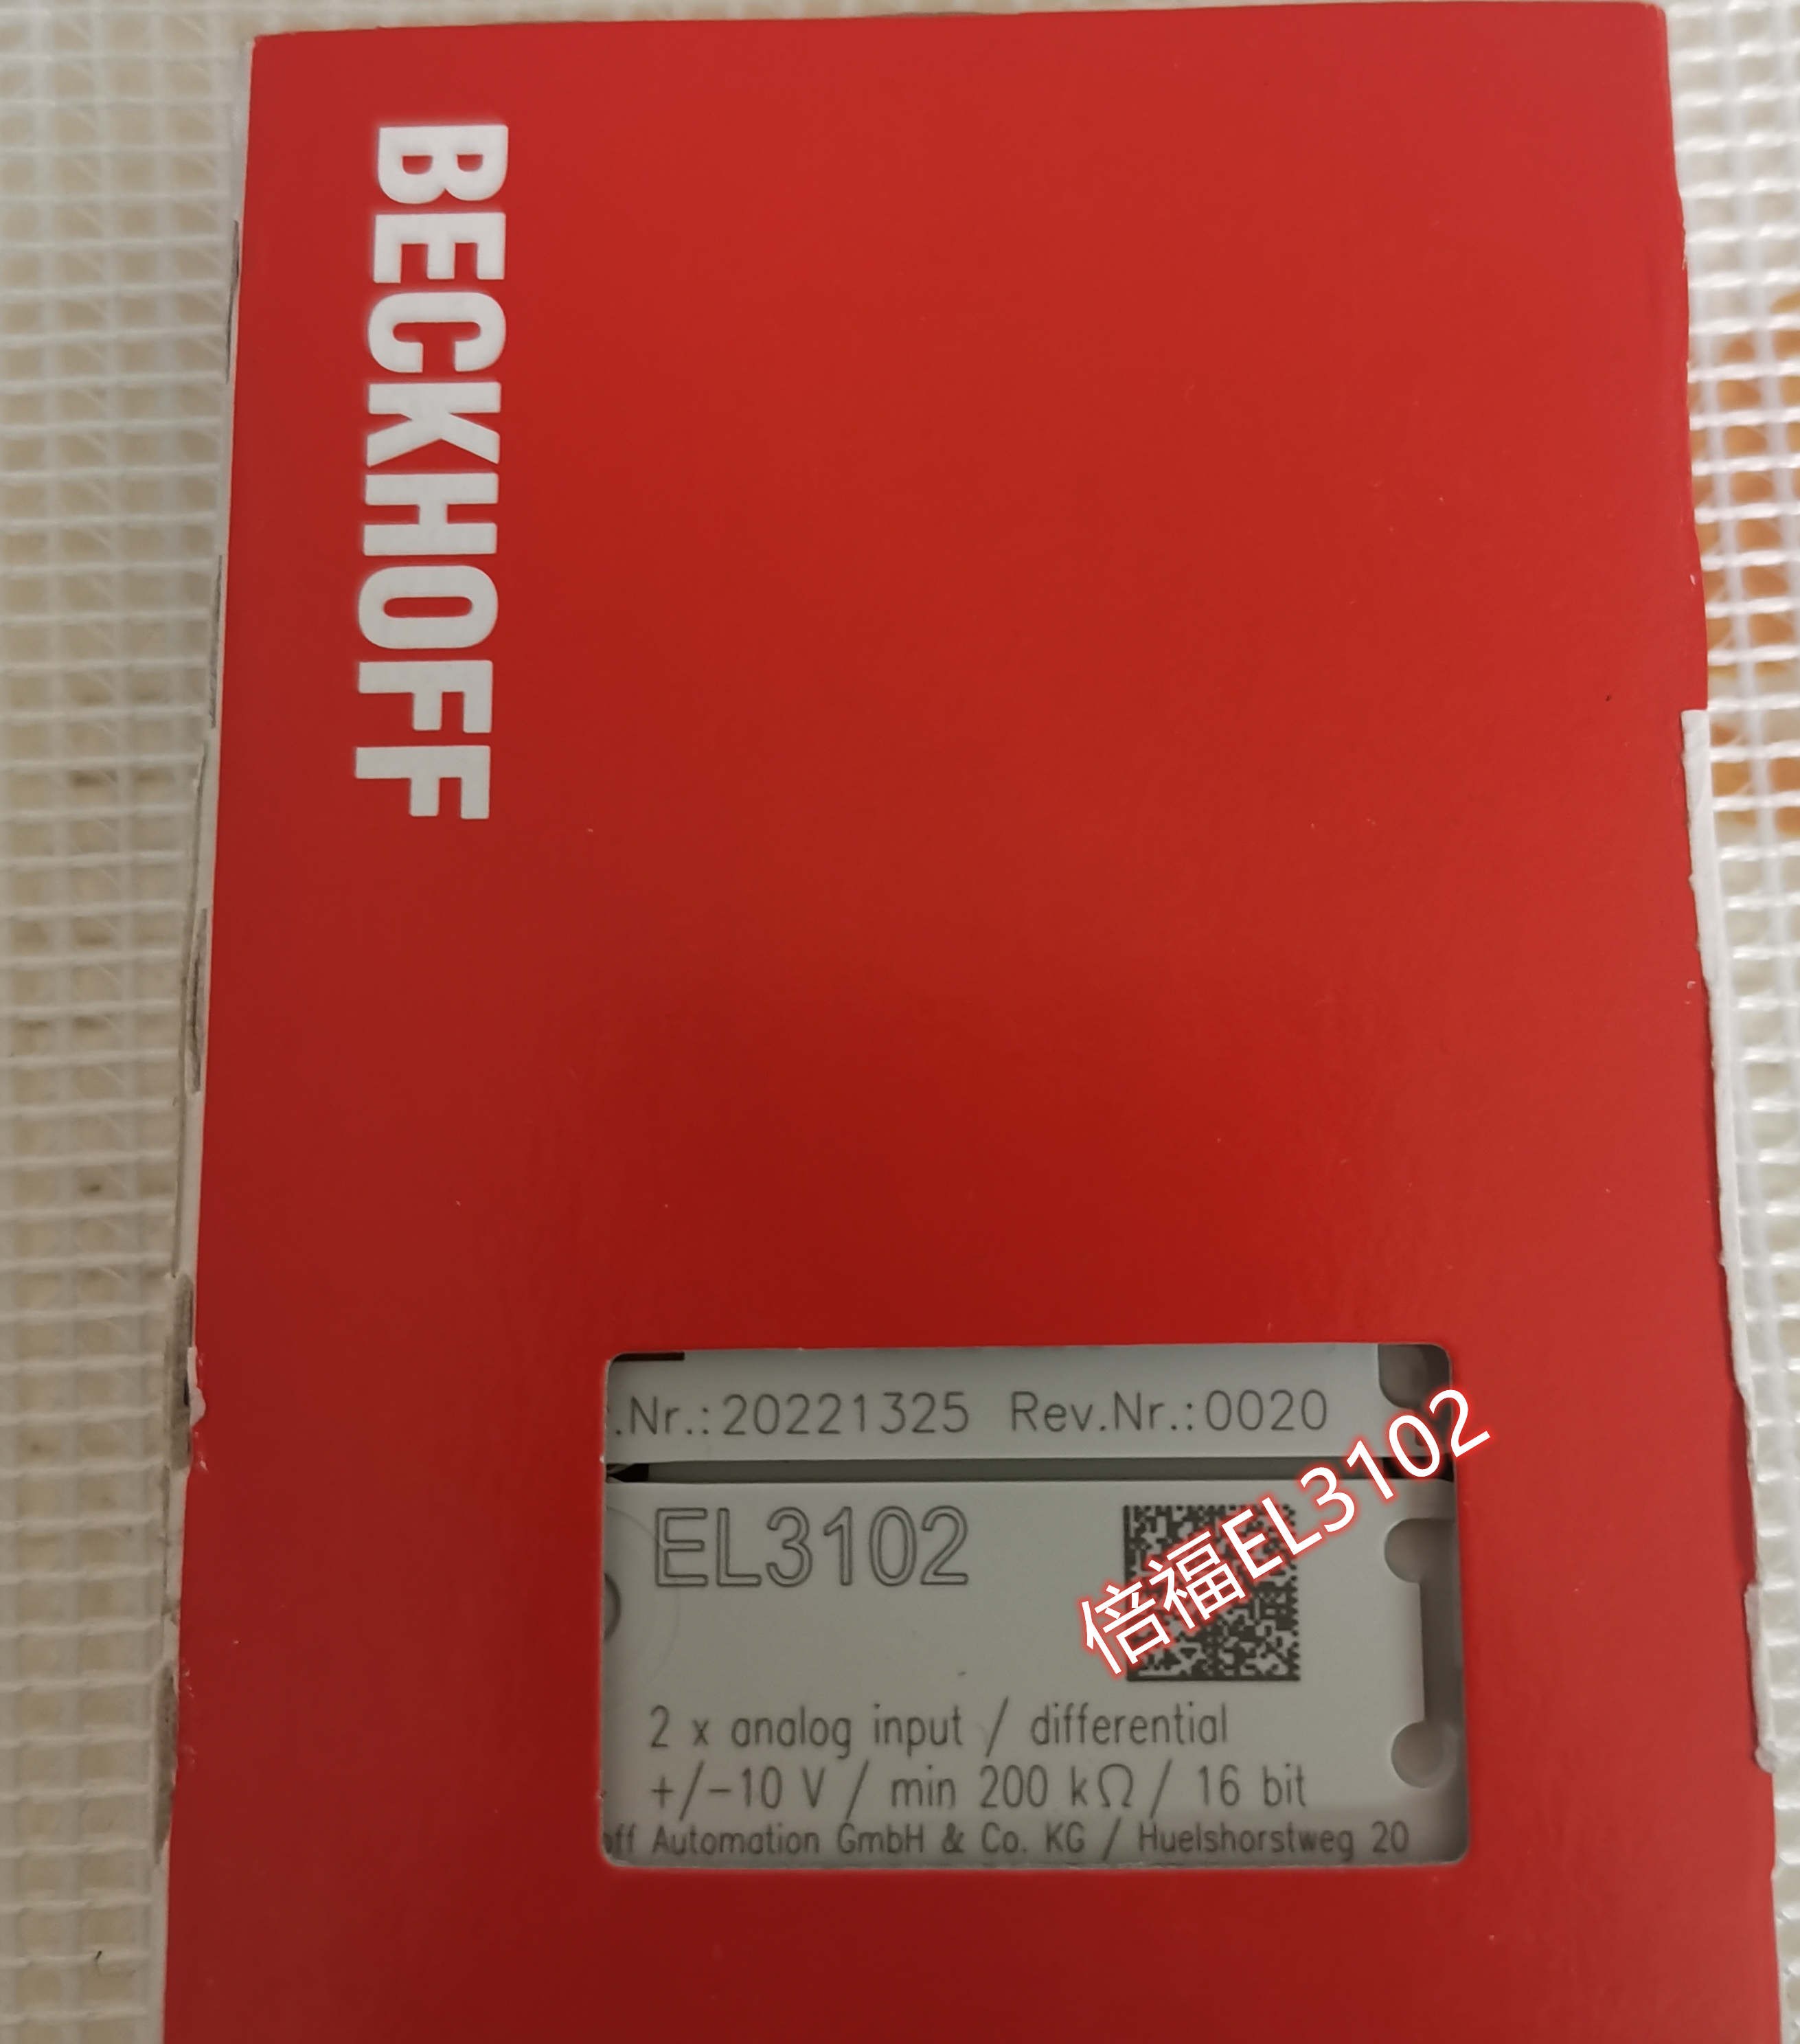 BECKHOFF
.Nr.:20221325 Rev.Nr.:0020
EL3102
倍福EL3102
2 x analog input / differential
+/-10 V / min 200 kΩ / 16 bit
ff Automation GmbH & Co. KG / Huelshorstweg 20